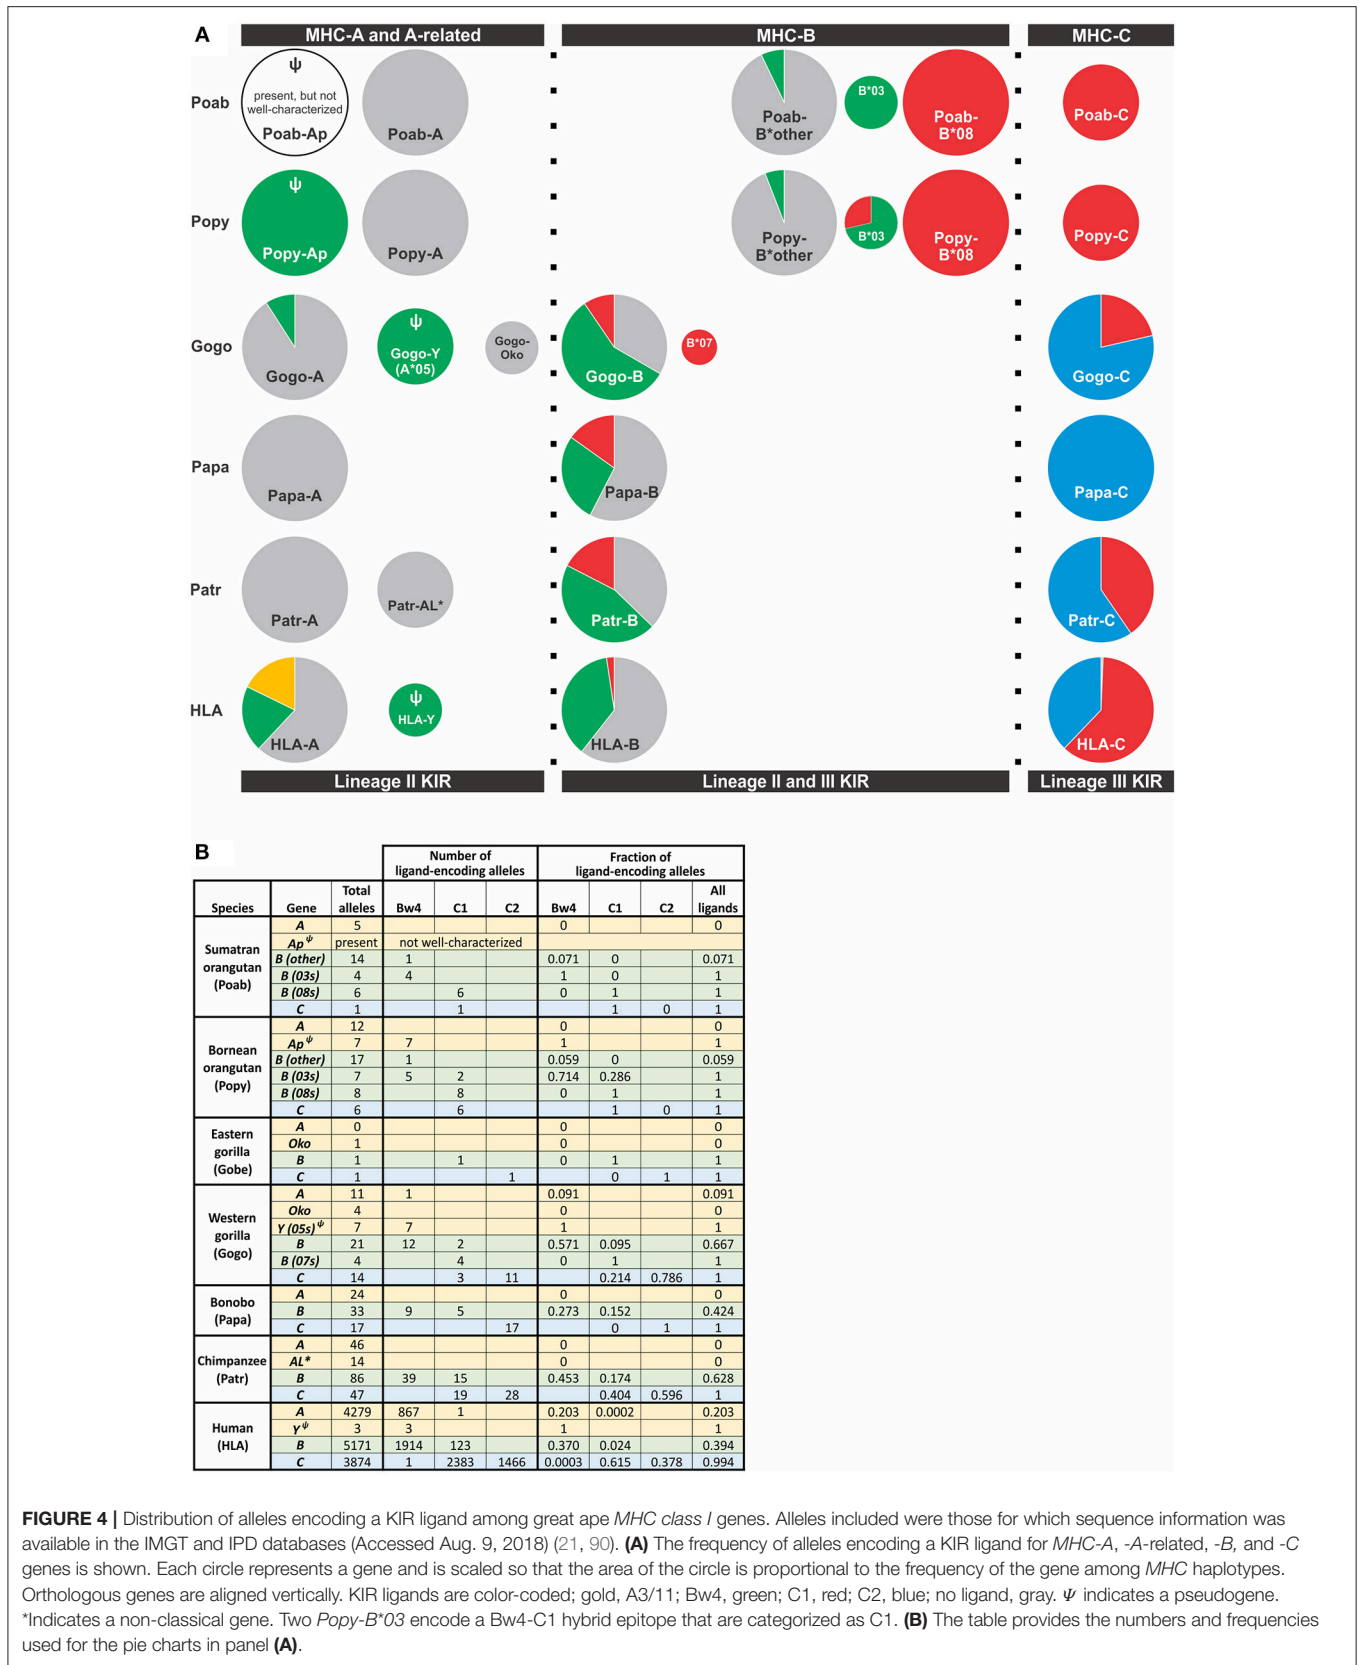 A
MHC-A and A-related MHC-B MHC-C
Poab
ψ
present, but not
well-characterized
Poab-Ap
Poab-A
Poab-
B*other
B*03
Poab-
B*08
Poab-C
Popy
ψ
Popy-Ap
Popy-A
Popy-
B*other
B*03
Popy-
B*08
Popy-C
Gogo
Gogo-A
ψ
Gogo-Y
(A*05)
Gogo-
Oko
Gogo-B
B*07
Gogo-C
Papa
Papa-A
Papa-B
Papa-C
Patr
Patr-A
Patr-AL*
Patr-B
Patr-C
HLA
HLA-A
ψ
HLA-Y
HLA-B
HLA-C
Lineage II KIR Lineage II and III KIR Lineage III KIR
B
Number of
ligand-encoding alleles
Fraction of
ligand-encoding alleles
Species Gene Total alleles Bw4 C1 C2 Bw4 C1 C2 All ligands
Sumatran
orangutan
(Poab)
A 5 0 0
Ap ψ present not well-characterized
B (other) 14 1 0.071 0 0.071
B (03s) 4 4 1 0 1
B (08s) 6 6 0 1 1
C 1 1 1 0 1
Bornean
orangutan
(Popy)
A 12 0 0
Ap ψ 7 7 1 1
B (other) 17 1 0.059 0 0.059
B (03s) 7 5 2 0.714 0.286 1
B (08s) 8 8 0 1 1
C 6 6 1 0 1
Eastern
gorilla
(Gobe)
A 0 0 0
Oko 1 0 0
B 1 1 0 1 1
C 1 1 0 1 1
Western
gorilla
(Gogo)
A 11 1 0.091 0.091
Oko 4 0 0
Y (05s) ψ 7 7 1 1
B 21 12 2 0.571 0.095 0.667
B (07s) 4 4 0 1 1
C 14 3 11 0.214 0.786 1
Bonobo
(Papa)
A 24 0 0
B 33 9 5 0.273 0.152 0.424
C 17 17 0 1 1
Chimpanzee
(Patr)
A 46 0 0
AL* 14 0 0
B 86 39 15 0.453 0.174 0.628
C 47 19 28 0.404 0.596 1
Human
(HLA)
A 4279 867 1 0.203 0.0002 0.203
Y ψ 3 3 1 1
B 5171 1914 123 0.370 0.024 0.394
C 3874 1 2383 1466 0.0003 0.615 0.378 0.994
FIGURE 4 | Distribution of alleles encoding a KIR ligand among great ape MHC class I genes. Alleles included were those for which sequence information was
available in the IMGT and IPD databases (Accessed Aug. 9, 2018) (21, 90). (A) The frequency of alleles encoding a KIR ligand for MHC-A, -A-related, -B, and -C
genes is shown. Each circle represents a gene and is scaled so that the area of the circle is proportional to the frequency of the gene among MHC haplotypes.
Orthologous genes are aligned vertically. KIR ligands are color-coded; gold, A3/11; Bw4, green; C1, red; C2, blue; no ligand, gray. Ψ indicates a pseudogene.
*Indicates a non-classical gene. Two Popy-B*03 encode a Bw4-C1 hybrid epitope that are categorized as C1. (B) The table provides the numbers and frequencies
used for the pie charts in panel (A).